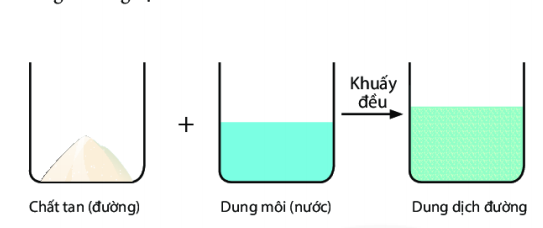 Khuấy
đều
+
Chất tan (đường)
Dung môi (nước)
Dung dịch đường